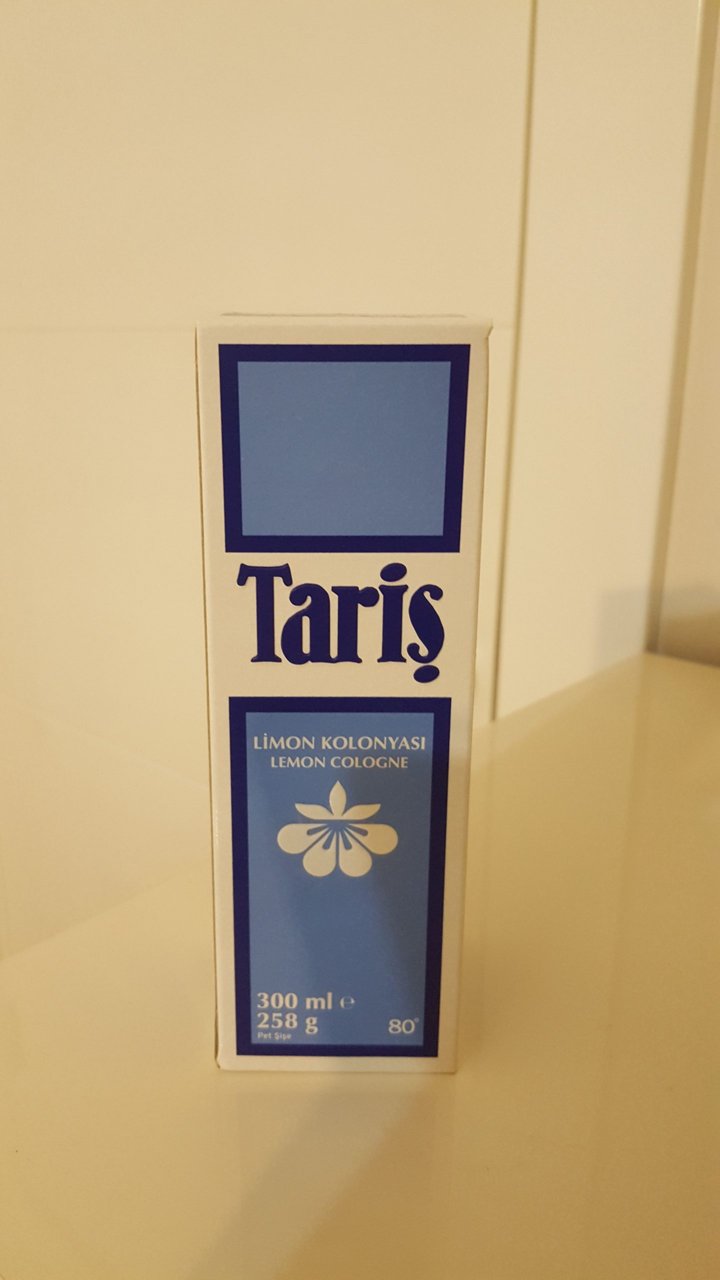 Tariş
LİMON KOLONYASI
LEMON COLOGNE
300 ml ℮
258 g
80°
Pet Şişe